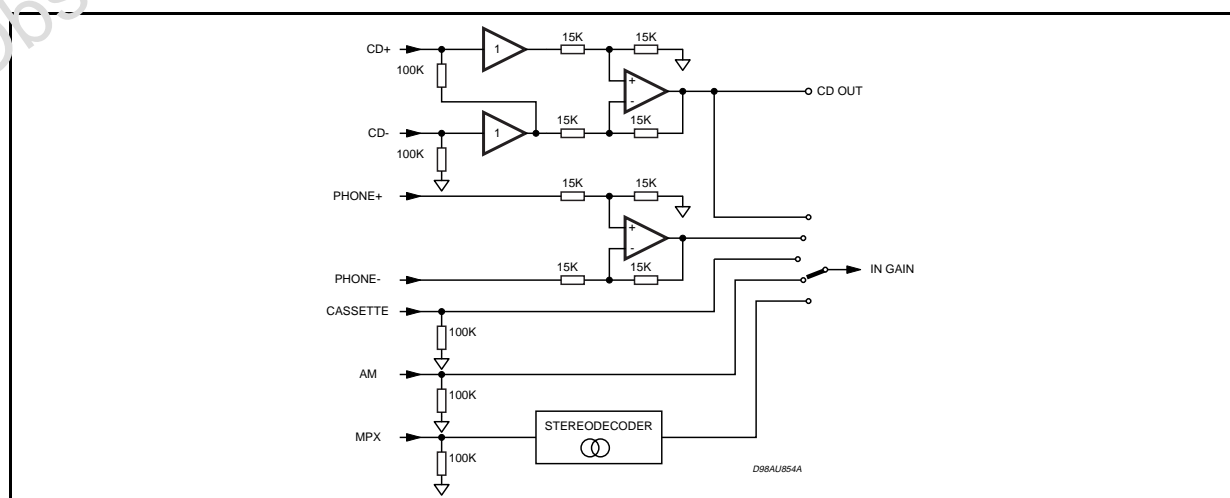 obs
15K 15K
CD+
1
100K
+
-
CD OUT
15K 15K
CD-
1
100K
15K 15K
PHONE+
+
-
15K 15K
IN GAIN
PHONE-
CASSETTE
100K
AM
100K
STEREODECODER
MPX
100K
D98AU854A